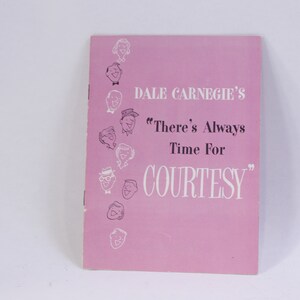 DALE CARNEGIE'S
"There's Always
Time For
COURTESY"